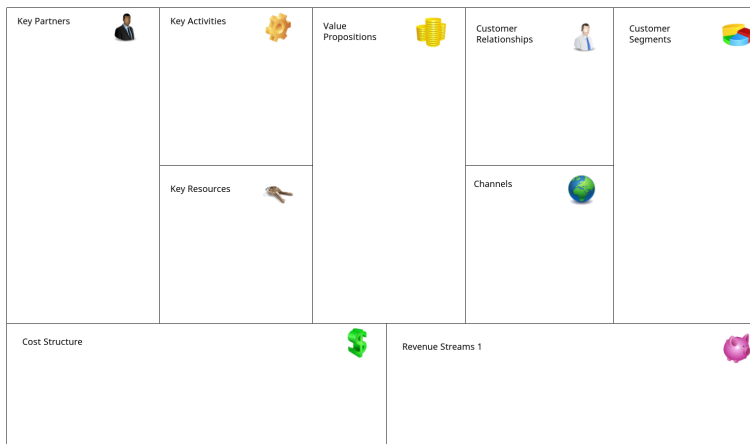 Key Partners
Key Activities
Value
Propositions
Customer
Relationships
Customer
Segments
Key Resources
Channels
Cost Structure
Revenue Streams 1